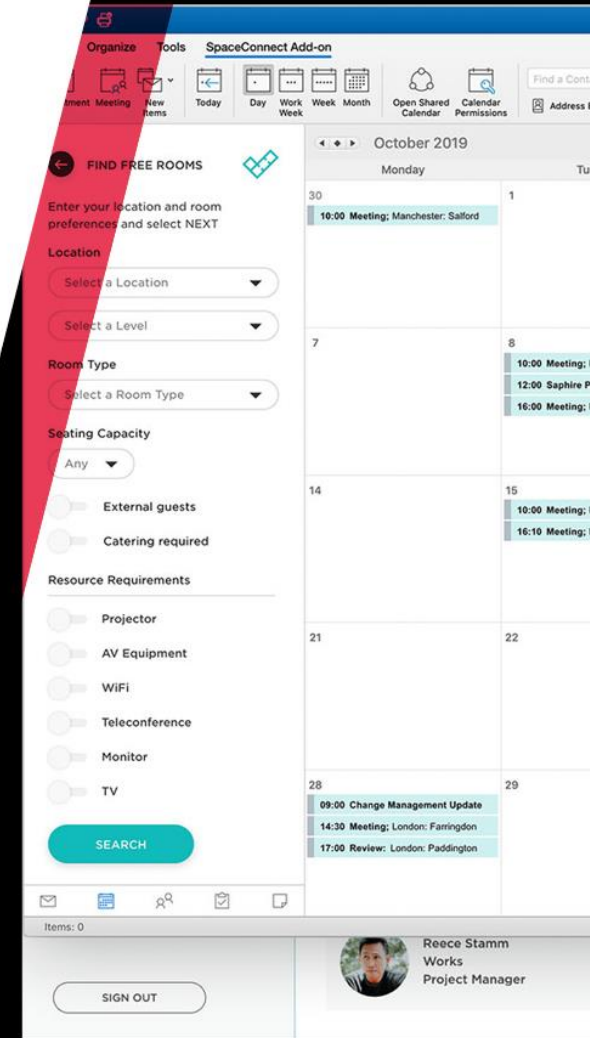 Organize Tools SpaceConnect Add-on
Meeting
New
Items
Today
Day
Work
Week
Week
Month
Open Shared
Calendar
Calendar
Permissions
Find a Cont
Address
October 2019
Monday
Tu
FIND FREE ROOMS
Enter your location and room
preferences and select NEXT
Location
Select a Location
Select a Level
Room Type
Select a Room Type
Seating Capacity
Any
External guests
Catering required
Resource Requirements
Projector
AV Equipment
WiFi
Teleconference
Monitor
TV
SEARCH
Items: 0
30
10:00 Meeting; Manchester: Salford
1
7
8
10:00 Meeting;
12:00 Saphire P
16:00 Meeting;
14
15
10:00 Meeting;
16:10 Meeting;
21
22
28
09:00 Change Management Update
14:30 Meeting; London: Farringdon
17:00 Review: London: Paddington
29
Reece Stamm
Works
Project Manager
SIGN OUT